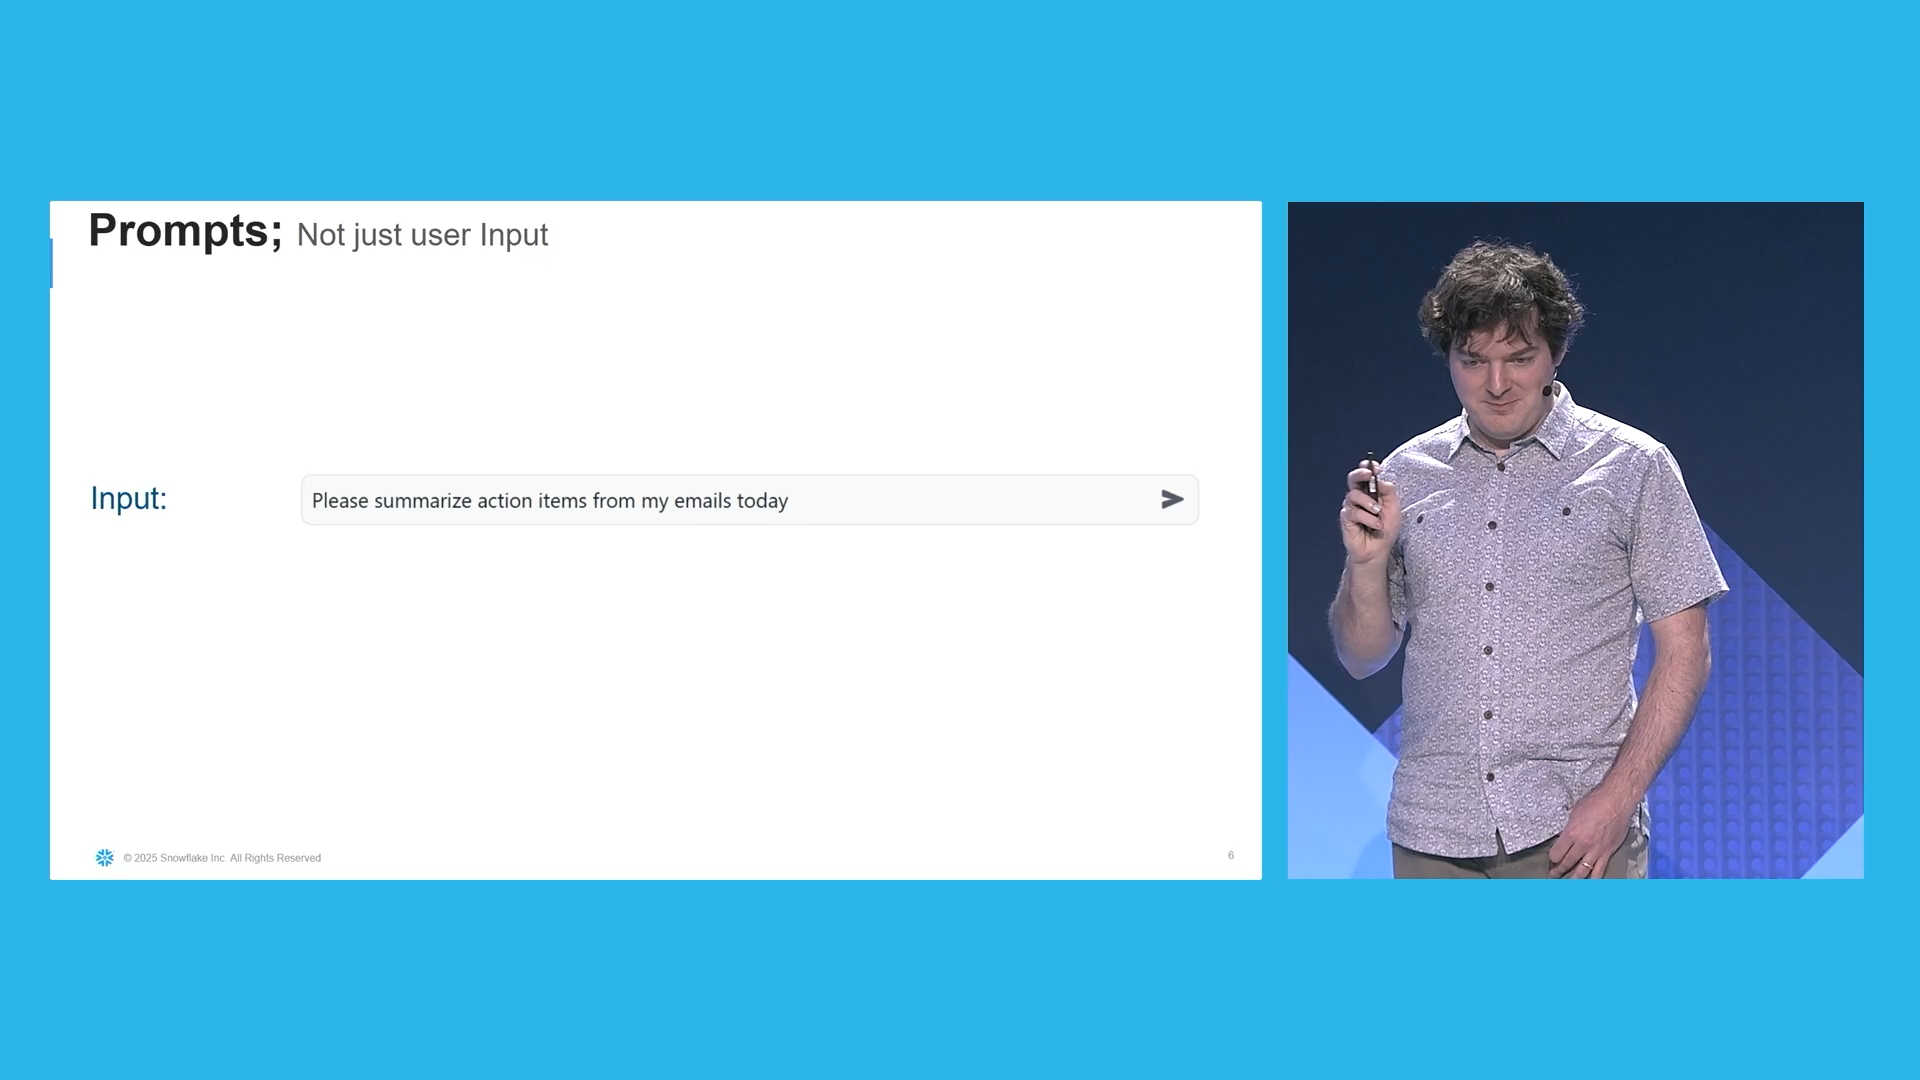 Prompts; Not just user Input
Input:
Please summarize action items from my emails today
© 2025 Snowflake Inc. All Rights Reserved
6